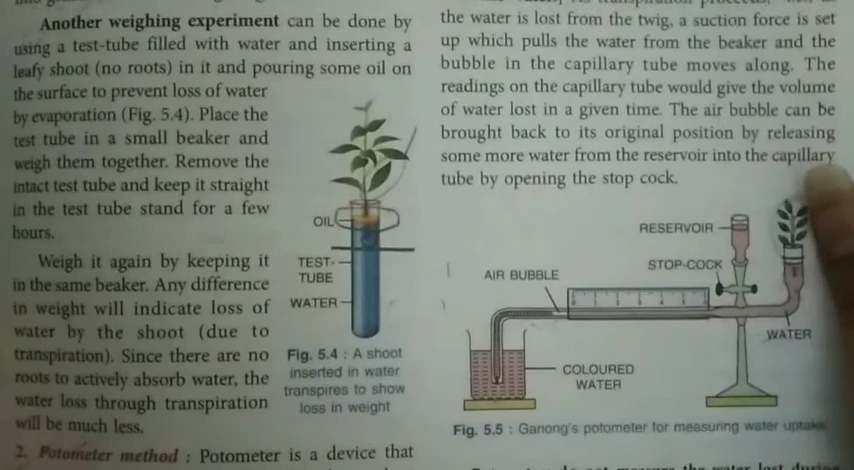 Another weighing experiment can be done by
using a test-tube filled with water and inserting a
leafy shoot (no roots) in it and pouring some oil on
the surface to prevent loss of water
by evaporation (Fig. 5.4). Place the
test tube in a small beaker and
weigh them together. Remove the
intact test tube and keep it straight
in the test tube stand for a few
hours.
Weigh it again by keeping it
in the same beaker. Any difference
in weight will indicate loss of
water by the shoot (due to
transpiration). Since there are no
roots to actively absorb water, the
water loss through transpiration
will be much less.
OIL
TEST-
TUBE
WATER
Fig. 5.4 : A shoot
inserted in water
transpires to show
loss in weight
2. Potometer method : Potometer is a device that
the water is lost from the twig, a suction force is set
up which pulls the water from the beaker and the
bubble in the capillary tube moves along. The
readings on the capillary tube would give the volume
of water lost in a given time. The air bubble can be
brought back to its original position by releasing
some more water from the reservoir into the capillary
tube by opening the stop cock.
RESERVOIR
STOP-COCK
AIR BUBBLE
WATER
COLOURED
WATER
Fig. 5.5 : Ganong's potometer for measuring water uptake